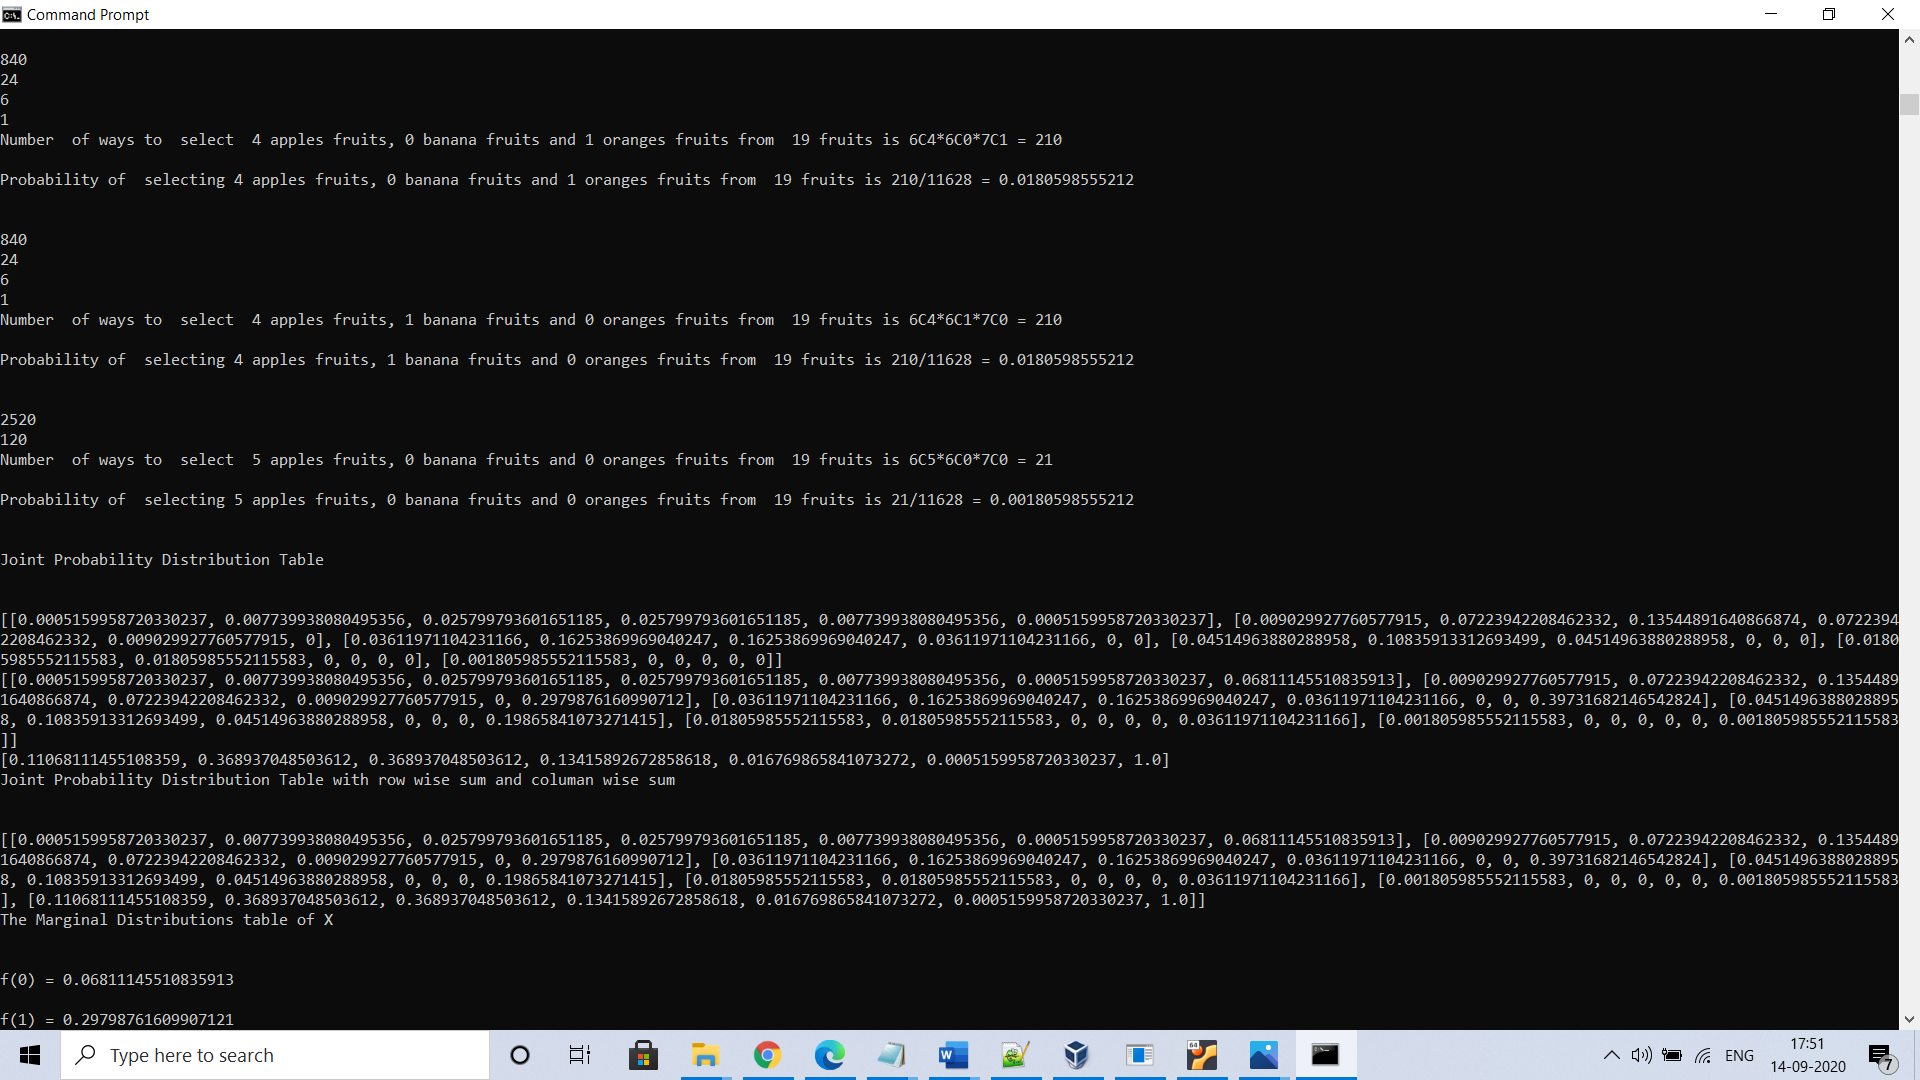 Command Prompt
840
24
6
1
Number  of ways to  select  4 apples fruits, 0 banana fruits and 1 oranges fruits from  19 fruits is 6C4*6C0*7C1 = 210
Probability of  selecting 4 apples fruits, 0 banana fruits and 1 oranges fruits from  19 fruits is 210/11628 = 0.0180598555212
840
24
6
1
Number  of ways to  select  4 apples fruits, 1 banana fruits and 0 oranges fruits from  19 fruits is 6C4*6C1*7C0 = 210
Probability of  selecting 4 apples fruits, 1 banana fruits and 0 oranges fruits from  19 fruits is 210/11628 = 0.0180598555212
2520
120
Number  of ways to  select  5 apples fruits, 0 banana fruits and 0 oranges fruits from  19 fruits is 6C5*6C0*7C0 = 21
Probability of  selecting 5 apples fruits, 0 banana fruits and 0 oranges fruits from  19 fruits is 21/11628 = 0.00180598555212
Joint Probability Distribution Table
[[0.0005159958720330237, 0.007739938080495356, 0.025799793601651185, 0.025799793601651185, 0.007739938080495356, 0.0005159958720330237], [0.009029927760577915, 0.07223942208462332, 0.13544891640866874, 0.0722394
2208462332, 0.009029927760577915, 0], [0.03611971104231166, 0.16253869969040247, 0.16253869969040247, 0.03611971104231166, 0, 0], [0.04514963880288958, 0.10835913312693499, 0.04514963880288958, 0, 0, 0], [0.0180
5985552115583, 0.01805985552115583, 0, 0, 0, 0], [0.001805985552115583, 0, 0, 0, 0, 0]]
[[0.0005159958720330237, 0.007739938080495356, 0.025799793601651185, 0.025799793601651185, 0.007739938080495356, 0.0005159958720330237, 0.06811145510835913], [0.009029927760577915, 0.07223942208462332, 0.1354489
1640866874, 0.07223942208462332, 0.009029927760577915, 0, 0.2979876160990712], [0.03611971104231166, 0.16253869969040247, 0.16253869969040247, 0.03611971104231166, 0, 0, 0.39731682146542824], [0.0451496388028895
8, 0.10835913312693499, 0.04514963880288958, 0, 0, 0, 0.19865841073271415], [0.01805985552115583, 0.01805985552115583, 0, 0, 0, 0, 0.03611971104231166], [0.001805985552115583, 0, 0, 0, 0, 0, 0.001805985552115583
]]
[0.11068111455108359, 0.368937048503612, 0.368937048503612, 0.13415892672858618, 0.016769865841073272, 0.0005159958720330237, 1.0]
Joint Probability Distribution Table with row wise sum and columan wise sum
[[0.0005159958720330237, 0.007739938080495356, 0.025799793601651185, 0.025799793601651185, 0.007739938080495356, 0.0005159958720330237, 0.06811145510835913], [0.009029927760577915, 0.07223942208462332, 0.1354489
1640866874, 0.07223942208462332, 0.009029927760577915, 0, 0.2979876160990712], [0.03611971104231166, 0.16253869969040247, 0.16253869969040247, 0.03611971104231166, 0, 0, 0.39731682146542824], [0.0451496388028895
8, 0.10835913312693499, 0.04514963880288958, 0, 0, 0, 0.19865841073271415], [0.01805985552115583, 0.01805985552115583, 0, 0, 0, 0, 0.03611971104231166], [0.001805985552115583, 0, 0, 0, 0, 0, 0.001805985552115583
], [0.11068111455108359, 0.368937048503612, 0.368937048503612, 0.13415892672858618, 0.016769865841073272, 0.0005159958720330237, 1.0]]
The Marginal Distributions table of X
f(0) = 0.06811145510835913
f(1) = 0.29798761609907121
Type here to search
ENG
17:51
14-09-2020
7